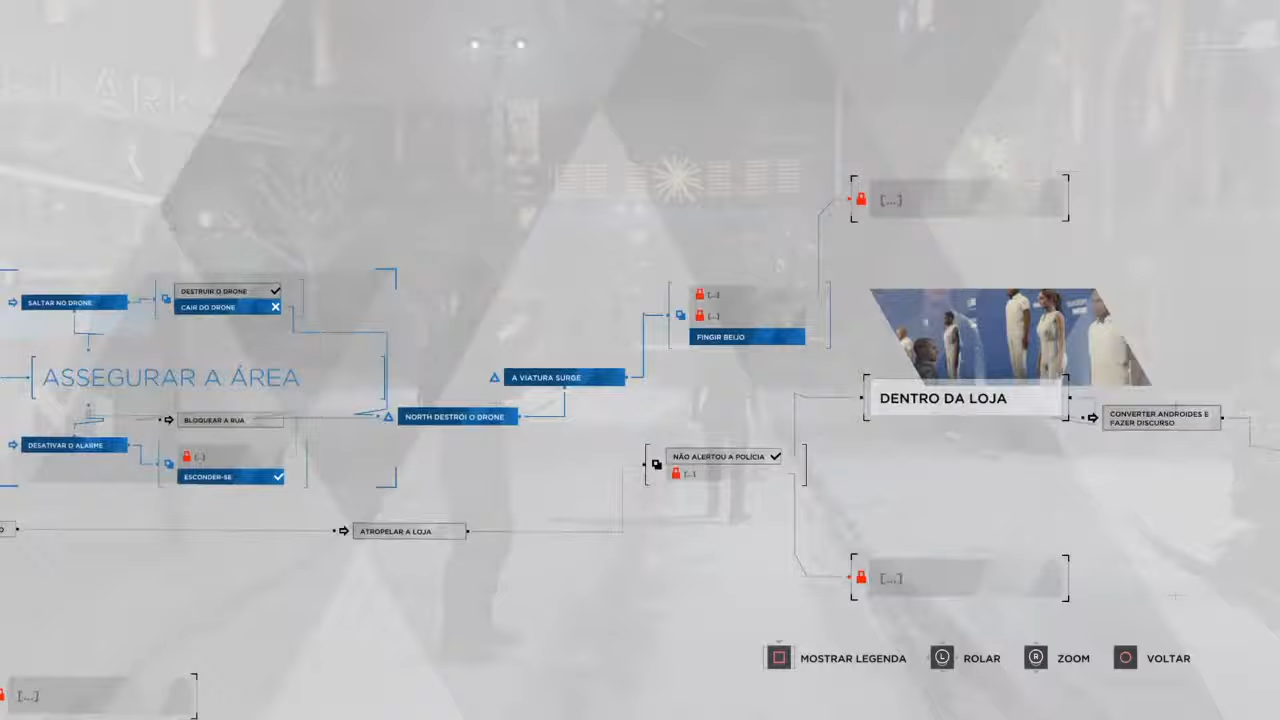 [...]
SALTAR NO DRONE
DESTRUIR O DRONE
CAIR DO DRONE
[...]
[...]
FINGIR BEIJO
ASSEGURAR A ÁREA
A VIATURA SURGE
DENTRO DA LOJA
BLOQUEAR A RUA
NORTH DESTRÓI O DRONE
CONVERTER ANDROIDES E
FAZER DISCURSO
DESATIVAR O ALARME
[...]
ESCONDER-SE
NÃO ALERTOU A POLÍCIA
[...]
O
ATROPELAR A LOJA
[...]
MOSTRAR LEGENDA
L
ROLAR
R
ZOOM
VOLTAR
[...]